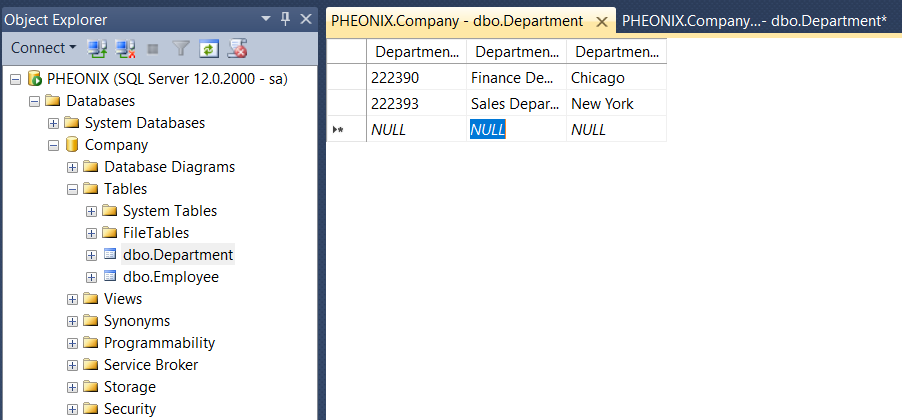 Object Explorer
Connect
PHEONIX (SQL Server 12.0.2000 - sa)
Databases
System Databases
Company
Database Diagrams
Tables
System Tables
FileTables
dbo.Department
dbo.Employee
Views
Synonyms
Programmability
Service Broker
Storage
Security
PHEONIX.Company - dbo.Department PHEONIX.Company...- dbo.Department*
Departmen... Departmen... Departmen...
222390 Finance De... Chicago
222393 Sales Depar... New York
NULL NULL NULL